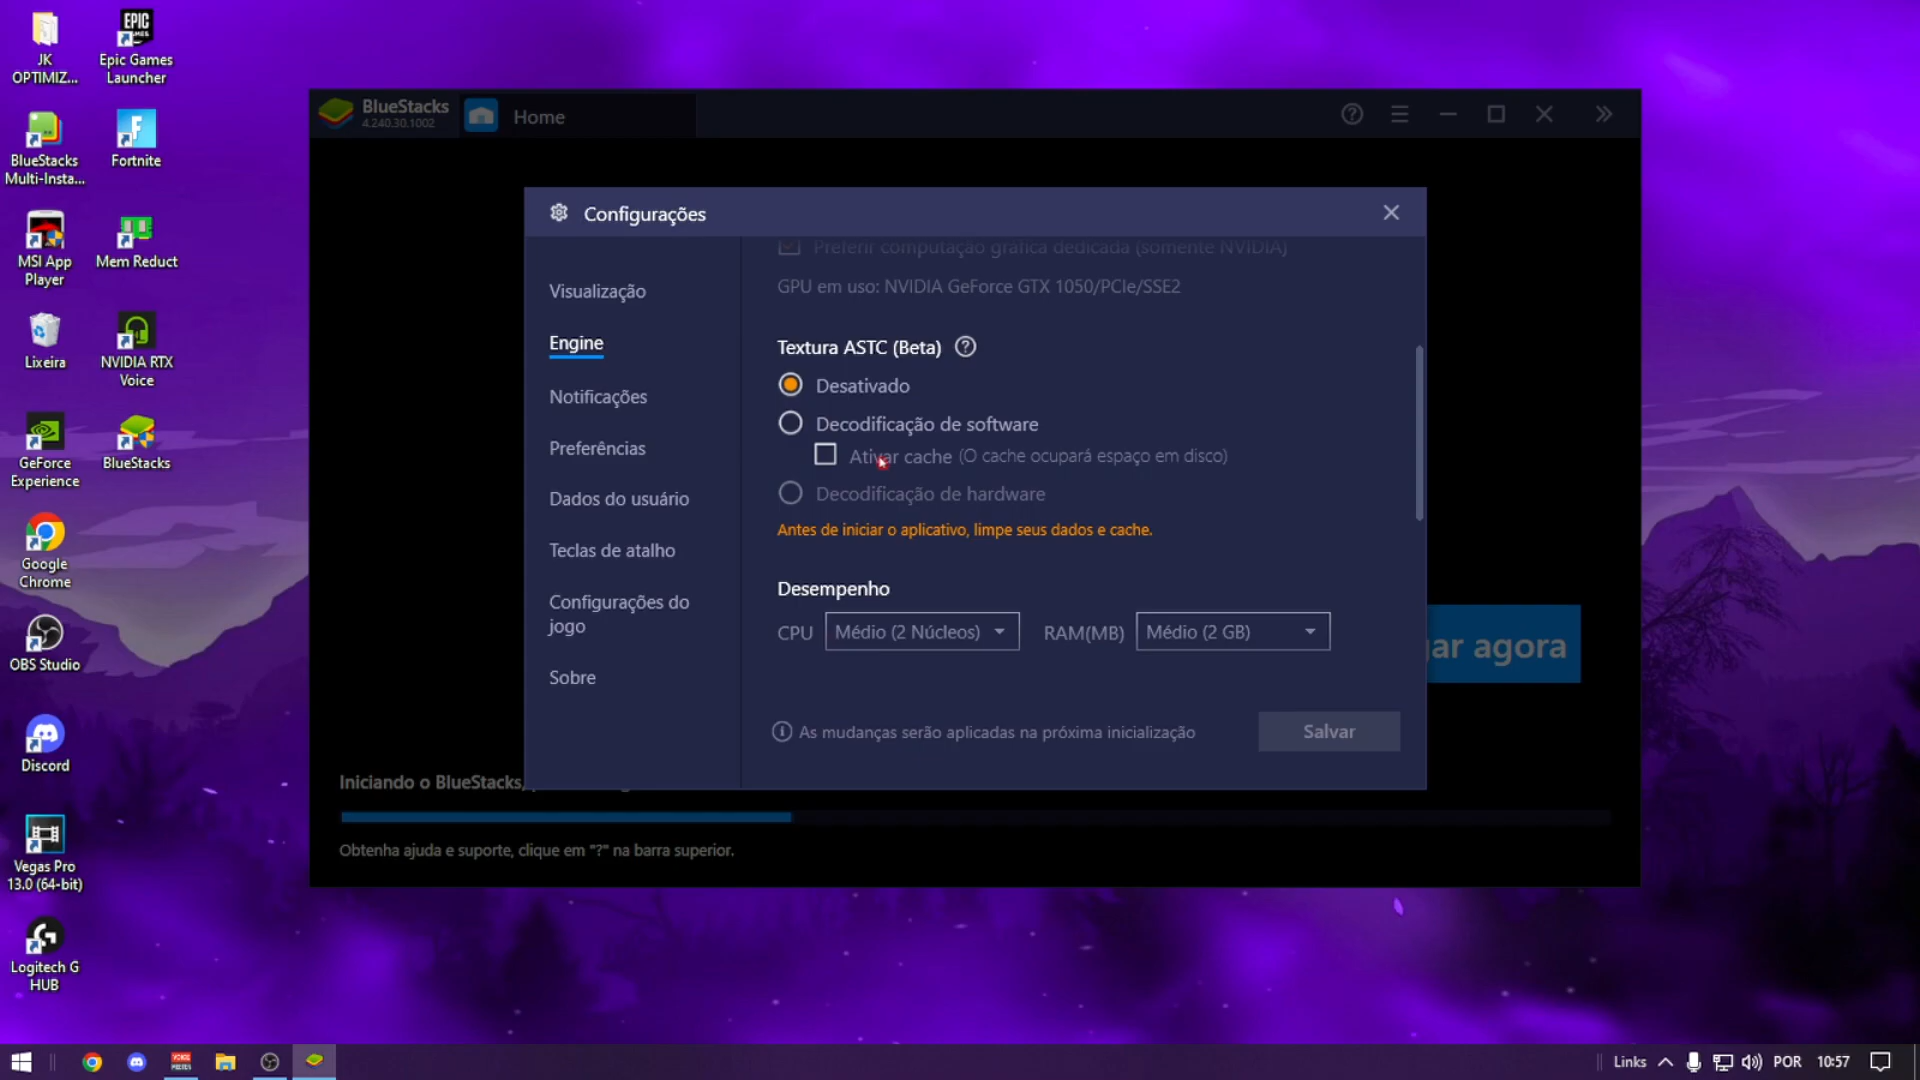 JK
OPTIMIZ...
EPIC
GAMES
Epic Games
Launcher
BlueStacks
Multi-Insta...
Fortnite
MSI App
Player
Mem Reduct
Lixeira
NVIDIA RTX
Voice
GeForce
Experience
BlueStacks
Google
Chrome
OBS Studio
Discord
Vegas Pro
13.0 (64-bit)
Logitech G
HUB
BlueStacks
4.240.30.1002
Home
Configurações
Visualização
Engine
Notificações
Preferências
Dados do usuário
Teclas de atalho
Configurações do
jogo
Sobre
Preferir computação gráfica dedicada (somente NVIDIA)
GPU em uso: NVIDIA GeForce GTX 1050/PCIe/SSE2
Textura ASTC (Beta)
Desativado
Decodificação de software
Ativar cache (O cache ocupará espaço em disco)
Decodificação de hardware
Antes de iniciar o aplicativo, limpe seus dados e cache.
Desempenho
CPU Médio (2 Núcleos) RAM(MB) Médio (2 GB)
As mudanças serão aplicadas na próxima inicialização
Salvar
gar agora
Iniciando o BlueStacks,
Obtenha ajuda e suporte, clique em "?" na barra superior.
Links POR 10:57